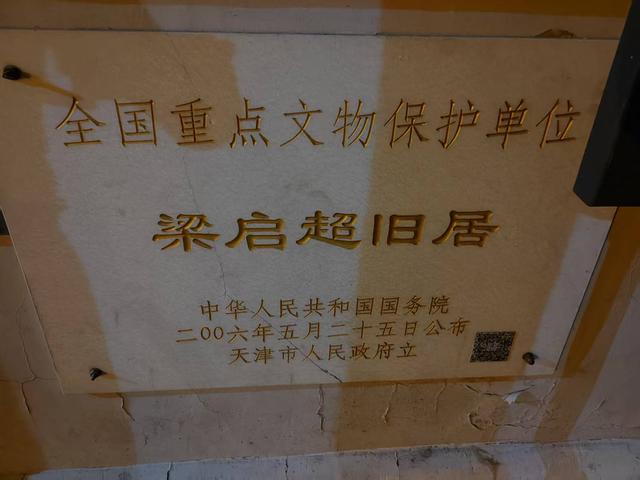 全国重点文物保护单位
梁启超旧居
中华人民共和国国务院
二〇〇六年五月二十五日公布
天津市人民政府立